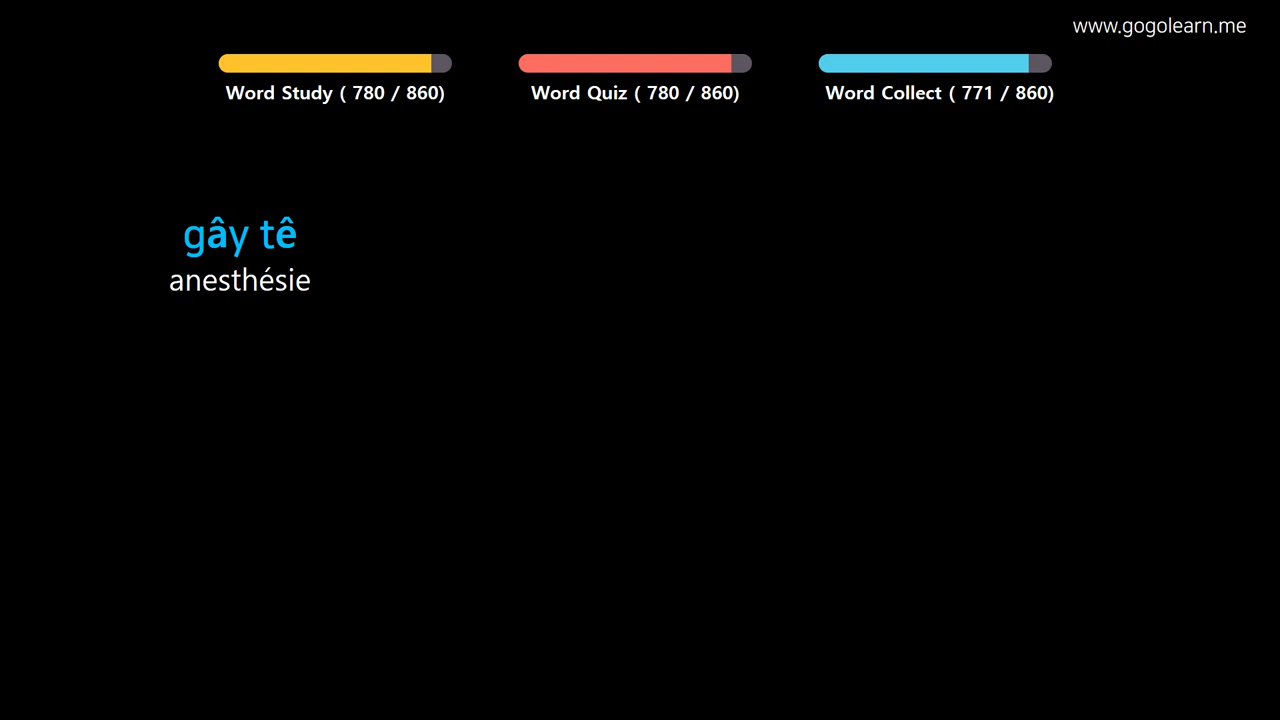 www.gogolearn.me
Word Study ( 780 / 860)
Word Quiz ( 780 / 860)
Word Collect ( 771 / 860)
gây tê
anesthésie